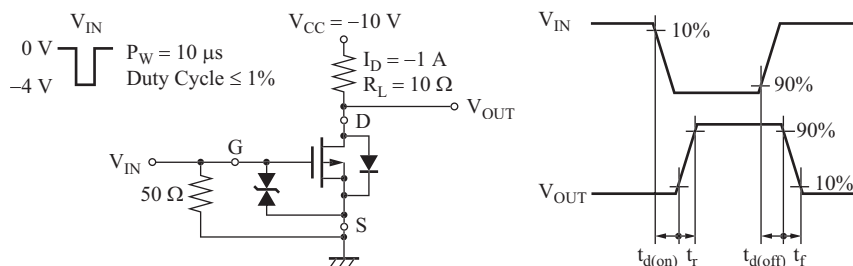 V_IN
0 V
−4 V
P_W = 10 μs
Duty Cycle ≤ 1%
V_CC = −10 V
I_D = −1 A
R_L = 10 Ω
V_OUT
D
G
V_IN
50 Ω
S
V_IN
10%
90%
90%
V_OUT
10%
t_d(on)
t_r
t_d(off)
t_f